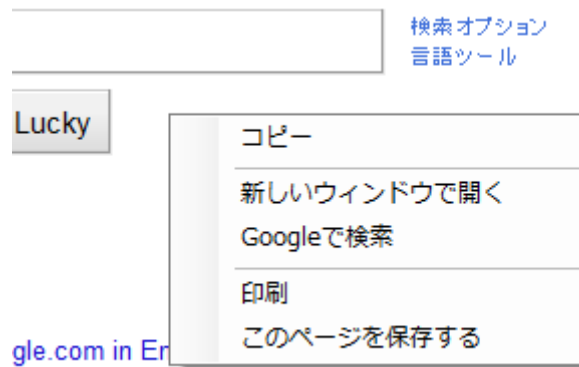 検索オプション
言語ツール
Lucky
コピー
新しいウィンドウで開く
Googleで検索
印刷
このページを保存する
gle.com in En